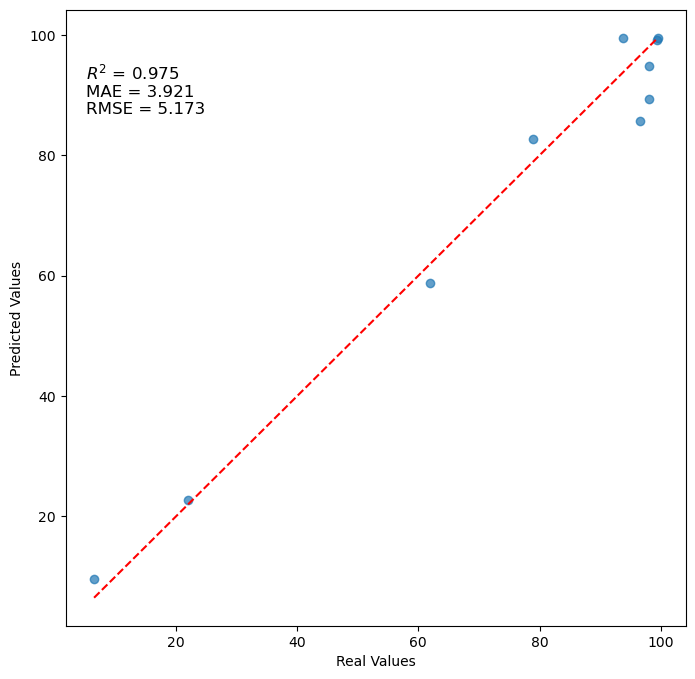 100
R² = 0.975
MAE = 3.921
RMSE = 5.173
80
60
Predicted Values
40
20
20 40 60 80 100
Real Values